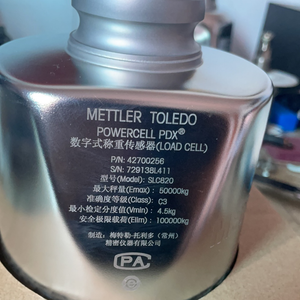 METTLER TOLEDO
POWERCELL PDX®
数字式称重传感器(LOAD CELL)
P/N: 42700256
S/N: 729138L411
型号(Model): SLC820
最大秤量(Emax): 50000kg
准确度等级(Class): C3
最小检定分度值(Vmin): 4.5kg
安全极限载荷(Elim): 100000kg
制造: 梅特勒-托利多(常州)
精密仪器有限公司
PA